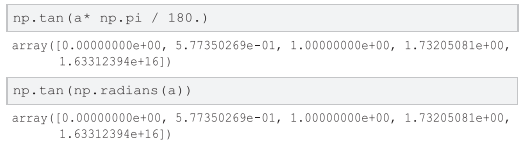 np.tan(a* np.pi / 180.)
array([0.00000000e+00, 5.77350269e-01, 1.00000000e+00, 1.73205081e+00,
1.63312394e+16])
np.tan(np.radians(a))
array([0.00000000e+00, 5.77350269e-01, 1.00000000e+00, 1.73205081e+00,
1.63312394e+16])